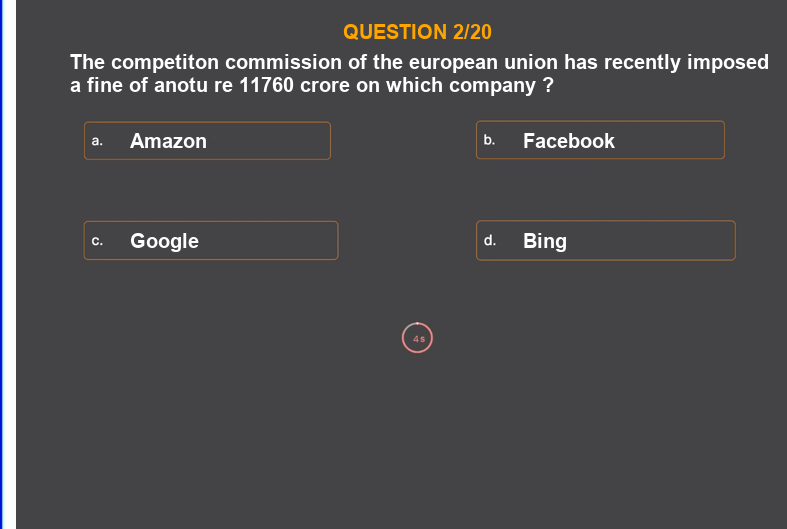 QUESTION 2/20
The competiton commission of the european union has recently imposed
a fine of anotu re 11760 crore on which company ?
a. Amazon
b. Facebook
c. Google
d. Bing
4s